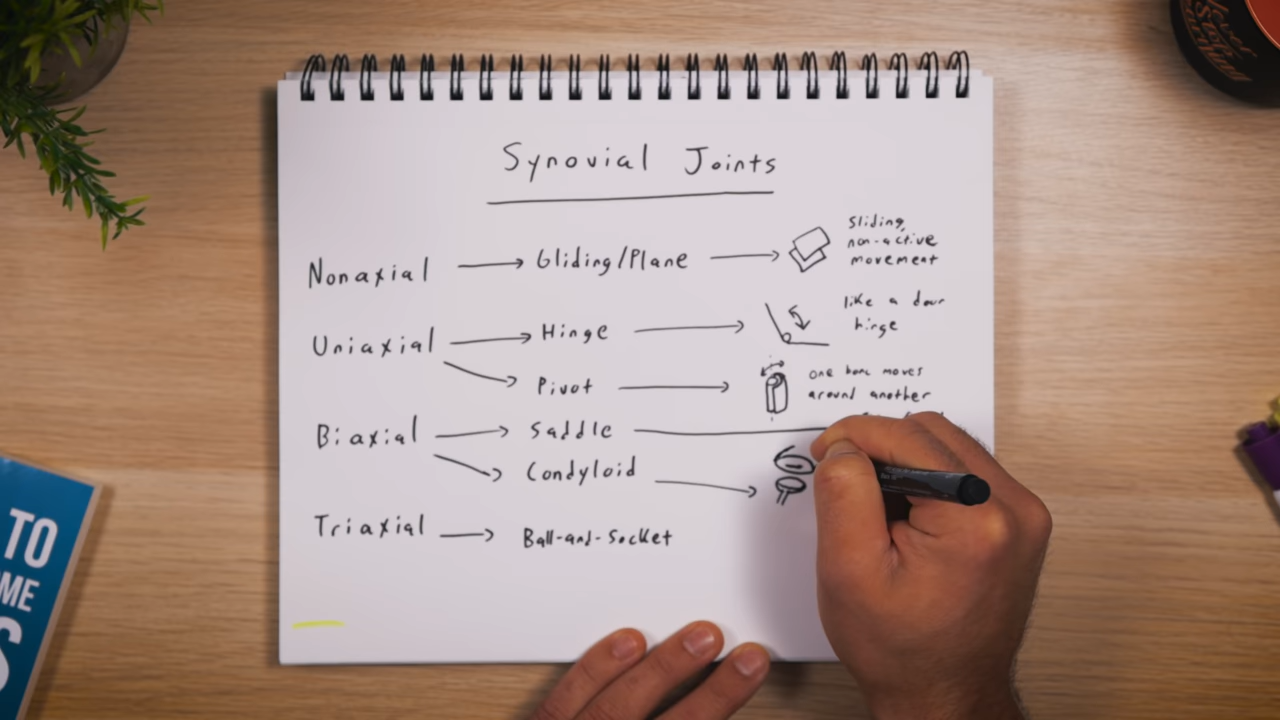 Synovial Joints
Nonaxial Gliding/Plane sliding, non-active movement
Uniaxial Hinge like a door hinge
Pivot one bone moves around another
Biaxial Saddle
Condyloid
Triaxial Ball-and-Socket
TO
ME
S